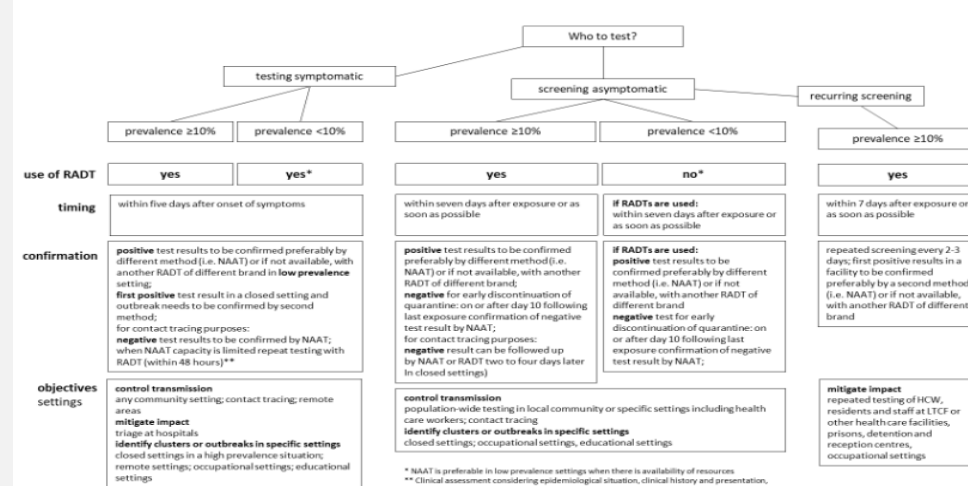 Who to test?
testing symptomatic
screening asymptomatic
recurring screening
prevalence ≥10%
prevalence <10%
prevalence ≥10%
prevalence <10%
prevalence ≥10%
use of RADT
yes
yes*
yes
no*
yes
timing
within five days after onset of symptoms
within seven days after exposure or as
soon as possible
if RADTs are used:
within seven days after exposure or
as soon as possible
within 7 days after exposure or
as soon as possible
confirmation
positive test results to be confirmed preferably by
different method (i.e. NAAT) or if not available, with
another RADT of different brand in low prevalence
setting;
first positive test result in a closed setting and
outbreak needs to be confirmed by second
method;
for contact tracing purposes:
negative test results to be confirmed by NAAT;
when NAAT capacity is limited repeat testing with
RADT (within 48 hours)**
positive test results to be confirmed
preferably by different method (i.e.
NAAT) or if not available, with another
RADT of different brand;
negative for early discontinuation of
quarantine: on or after day 10 following
last exposure confirmation of negative
test result by NAAT;
for contact tracing purposes:
negative result can be followed up
by NAAT or RADT two to four days later
In closed settings)
if RADTs are used:
positive test results to be
confirmed preferably by different
method (i.e. NAAT) or if not
available, with another RADT of
different brand
negative test for early
discontinuation of quarantine: on
or after day 10 following last
exposure confirmation of negative
test result by NAAT;
repeated screening every 2-3
days; first positive results in a
facility to be confirmed
preferably by a second method
(i.e. NAAT) or if not available,
with another RADT of different
brand
objectives
settings
control transmission
any community setting; contact tracing; remote
areas
mitigate impact
triage at hospitals
identify clusters or outbreaks in specific settings
closed settings in a high prevalence situation;
remote settings; occupational settings; educational
settings
control transmission
population-wide testing in local community or specific settings including health
care workers; contact tracing
identify clusters or outbreaks in specific settings
closed settings; occupational settings, educational settings
mitigate impact
repeated testing of HCW,
residents and staff at LTCF or
other healthcare facilities,
prisons, detention and
reception centres,
occupational settings
* NAAT is preferable in low prevalence settings when there is availability of resources
** Clinical assessment considering epidemiological situation, clinical history and presentation,